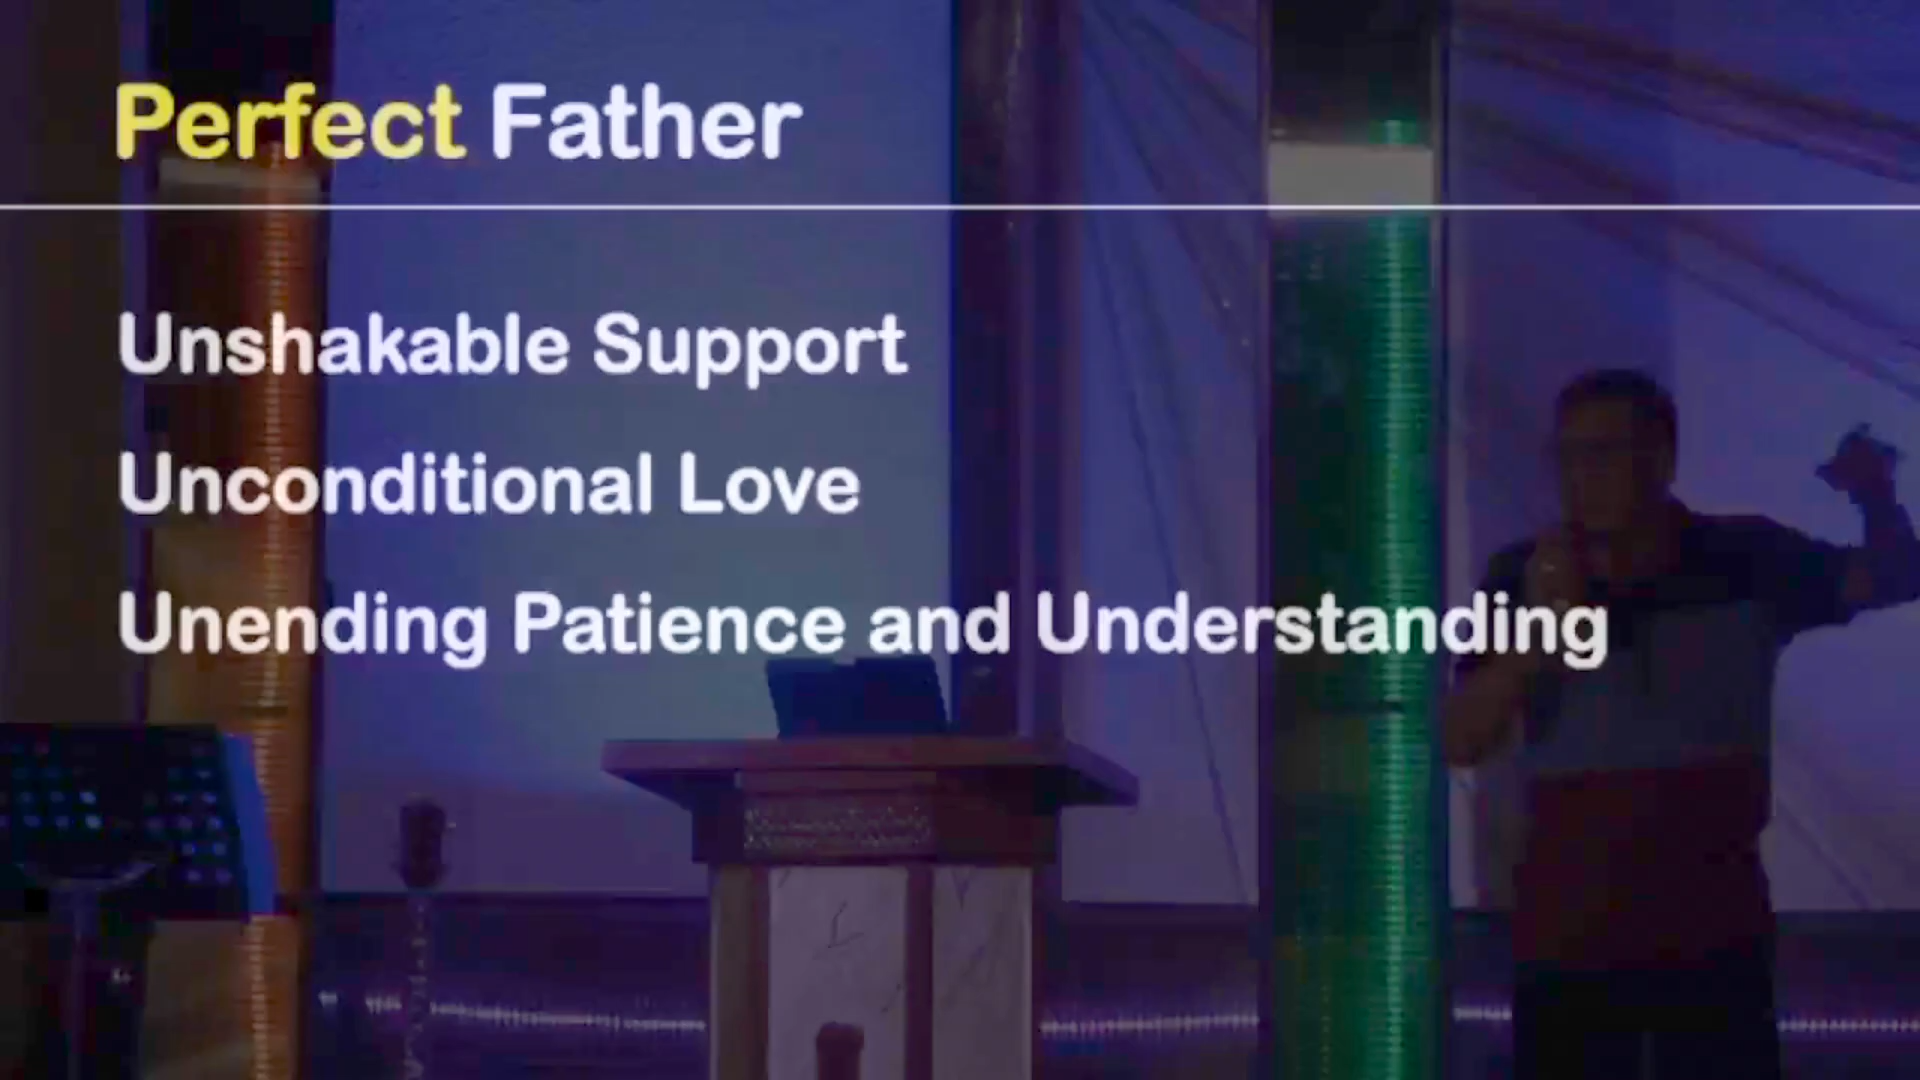 Perfect Father
Unshakable Support
Unconditional Love
Unending Patience and Understanding